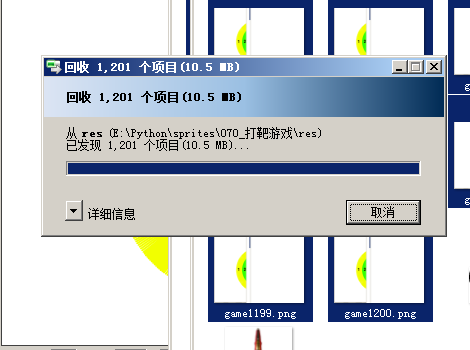 回收 1,201 个项目(10.5 MB)
回收 1,201 个项目(10.5 MB)
从 res (E:\Python\sprites\070_打靶游戏\res)
已发现 1,201 个项目(10.5 MB)...
详细信息
取消
game1199.png
game1200.png